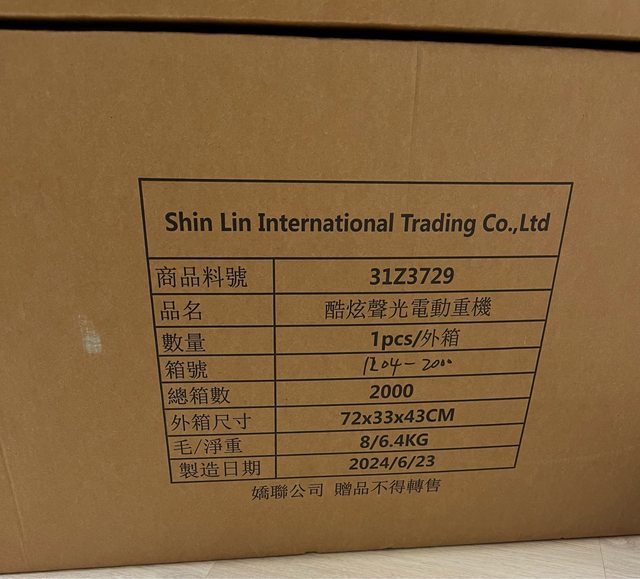 Shin Lin International Trading Co.,Ltd
商品料號 31Z3729
品名 酷炫聲光電動重機
數量 1pcs/外箱
箱號 1204-2000
總箱數 2000
外箱尺寸 72x33x43CM
毛/淨重 8/6.4KG
製造日期 2024/6/23
嬌聯公司 贈品不得轉售